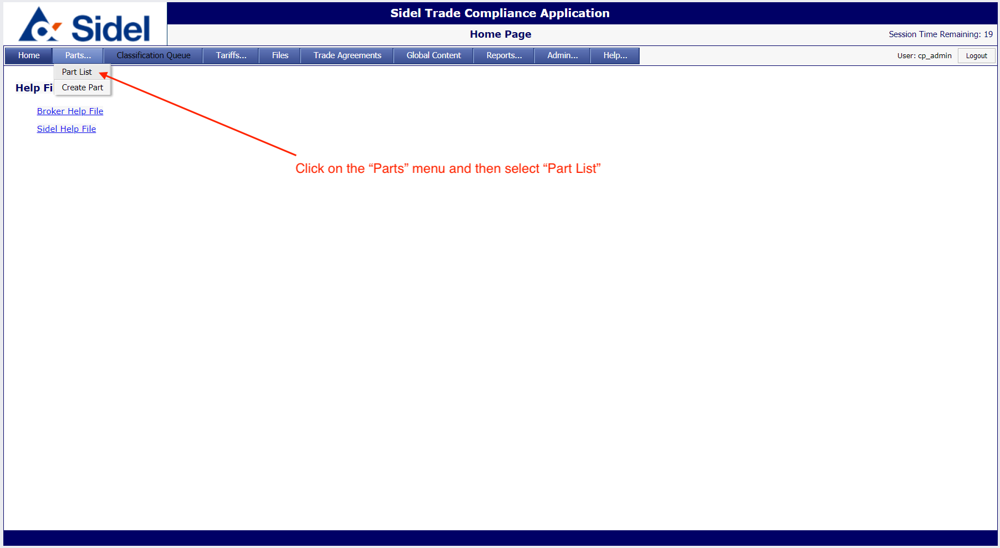 Sidel
Sidel Trade Compliance Application
Home Page
Session Time Remaining: 19
Home Parts... Classification Queue Tariffs... Files Trade Agreements Global Content Reports... Admin... Help... User: cp_admin Logout
Part List
Create Part
Help Fi
Broker Help File
Sidel Help File
Click on the “Parts” menu and then select “Part List”